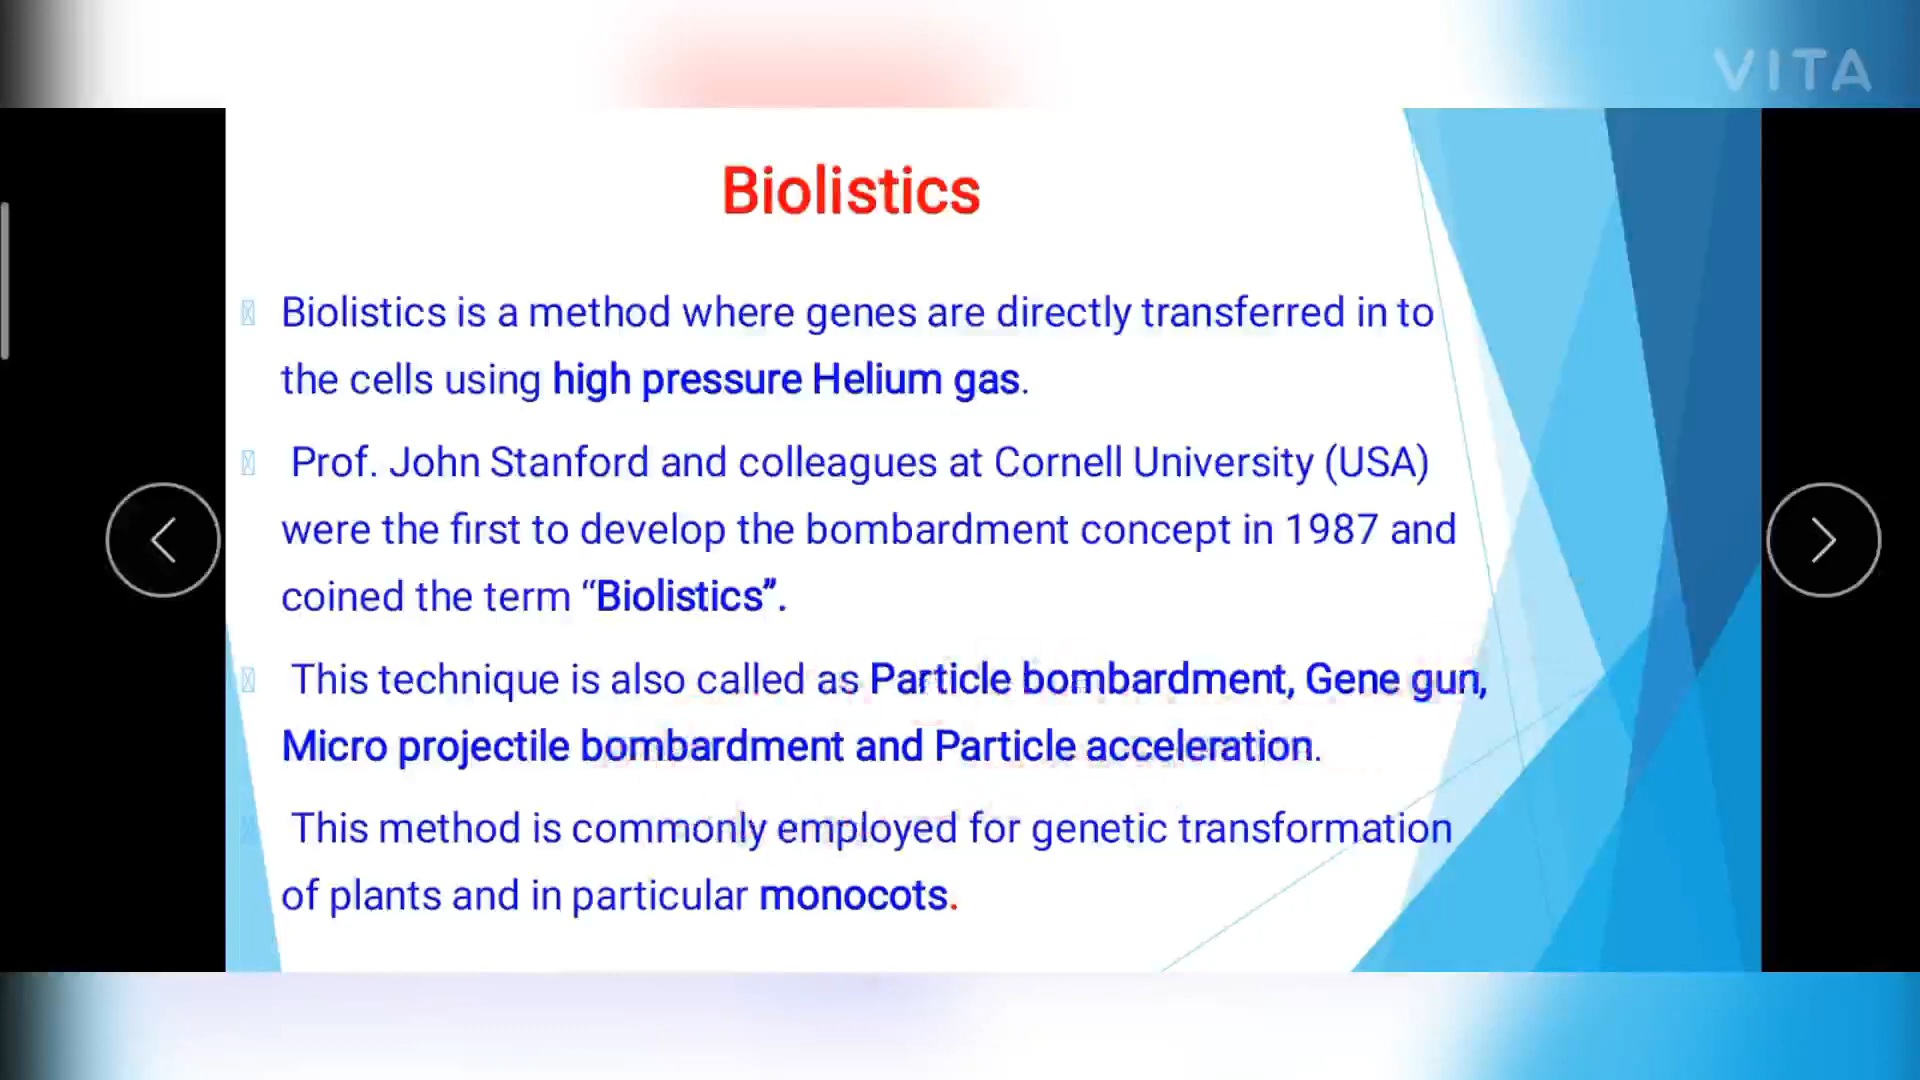 VITA
Biolistics
Biolistics is a method where genes are directly transferred in to
the cells using high pressure Helium gas.
Prof. John Stanford and colleagues at Cornell University (USA)
were the first to develop the bombardment concept in 1987 and
coined the term “Biolistics”.
This technique is also called as Particle bombardment, Gene gun,
Micro projectile bombardment and Particle acceleration.
This method is commonly employed for genetic transformation
of plants and in particular monocots.